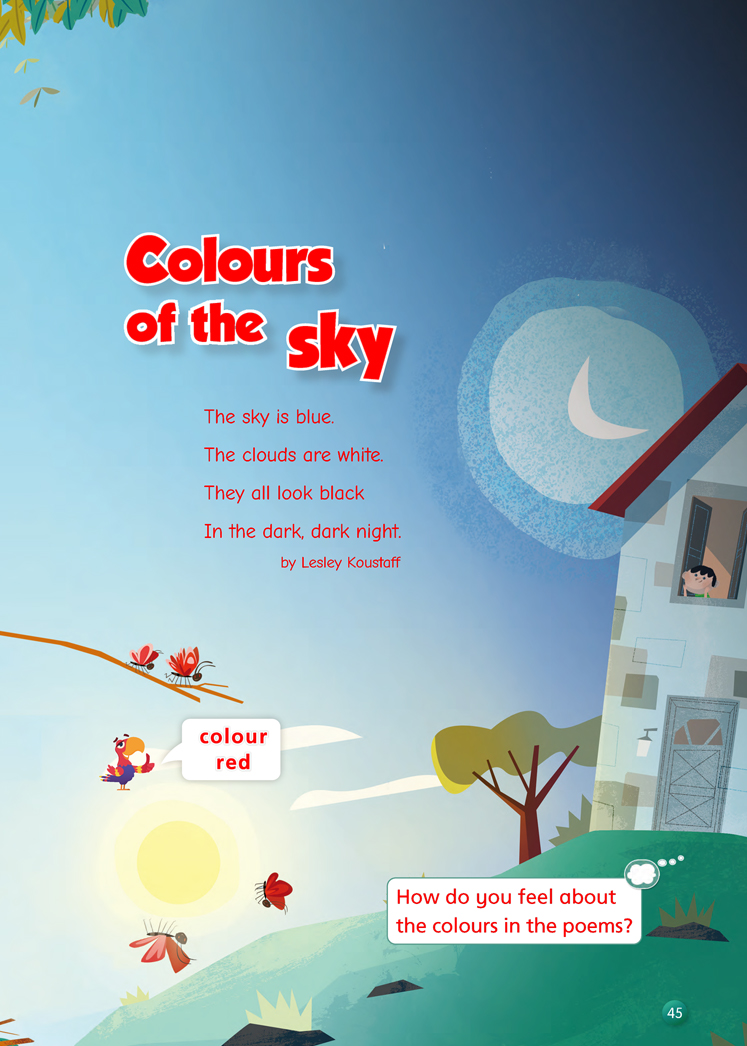 Colours
of the sky
The sky is blue.
The clouds are white.
They all look black
In the dark, dark night.
by Lesley Koustaff
colour
red
How do you feel about
the colours in the poems?
45